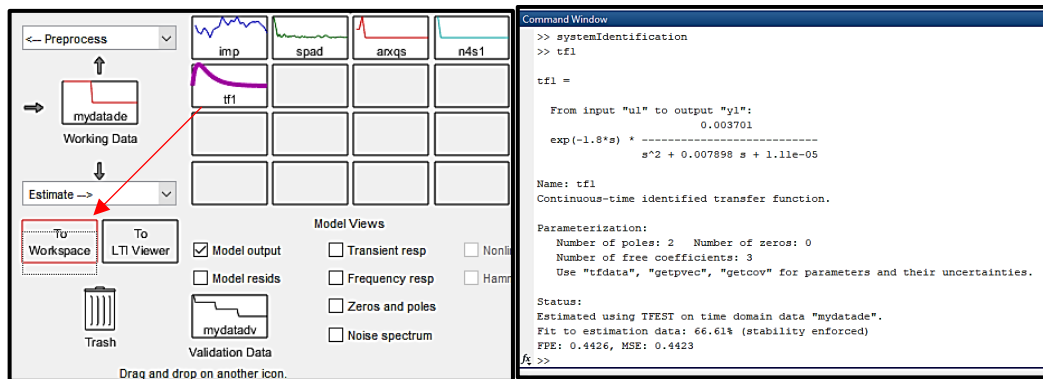 <-- Preprocess
imp
spad
arxqs
n4s1
mydatade
tf1
Working Data
Estimate -->
To
Workspace
To
LTI Viewer
Model Views
Model output
Transient resp
Nonli
Model resids
Frequency resp
Hamm
Zeros and poles
Noise spectrum
mydatadv
Validation Data
Trash
Drag and drop on another icon.
Command Window
>> systemIdentification
>> tf1
tf1 =
From input "u1" to output "y1":
0.003701
exp(-1.8*s) * ---------------------------
s^2 + 0.007898 s + 1.11e-05
Name: tf1
Continuous-time identified transfer function.
Parameterization:
Number of poles: 2   Number of zeros: 0
Number of free coefficients: 3
Use "tfdata", "getpvec", "getcov" for parameters and their uncertainties.
Status:
Estimated using TFEST on time domain data "mydatade".
Fit to estimation data: 66.61% (stability enforced)
FPE: 0.4426, MSE: 0.4423
fx >>